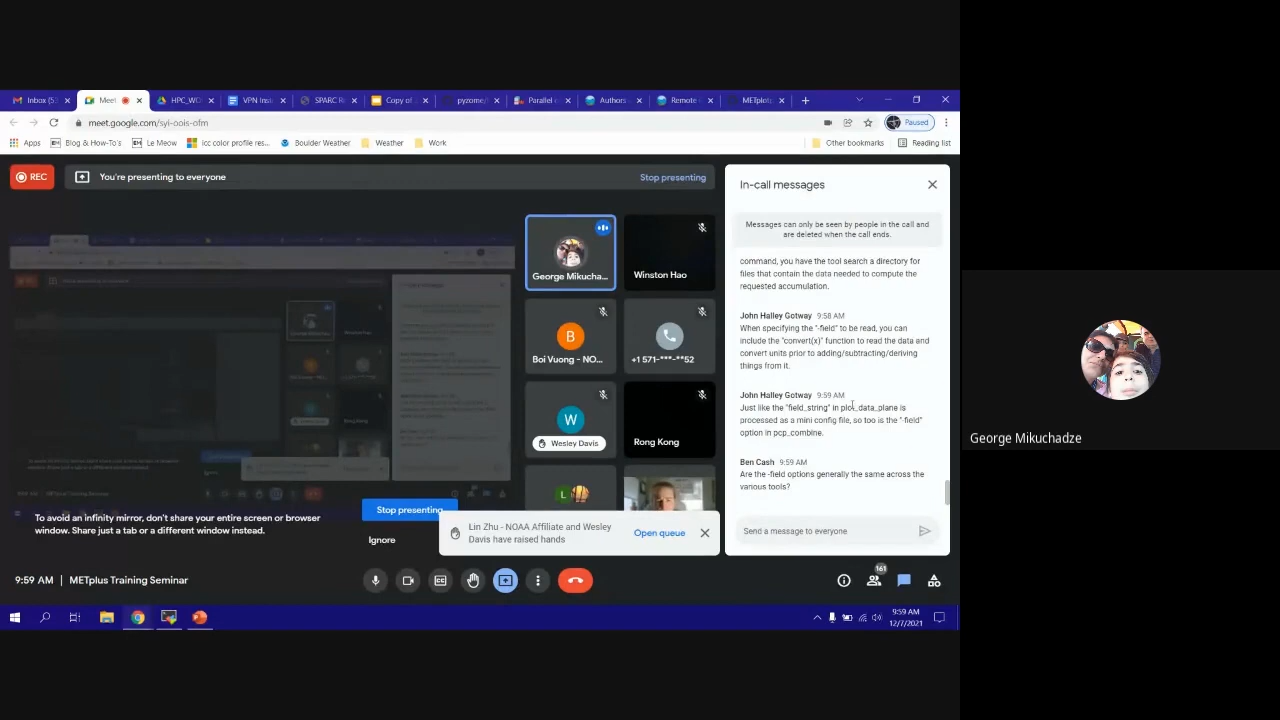 Inbox (5
Meet
HPC_WO
VPN Inst
SPARC R
Copy of
pyzome/
Parallel c
Authors
Remote
METplot
meet.google.com/syi-oois-ofm
Paused
Apps
Blog & How-To's
Le Meow
icc color profile res...
Boulder Weather
Weather
Work
Other bookmarks
Reading list
REC
You're presenting to everyone
Stop presenting
In-call messages
Messages can only be seen by people in the call and
are deleted when the call ends.
command, you have the tool search a directory for
files that contain the data needed to compute the
requested accumulation.
John Halley Gotway 9:58 AM
When specifying the "-field" to be read, you can
include the "convert(x)" function to read the data and
convert units prior to adding/subtracting/deriving
things from it.
John Halley Gotway 9:59 AM
Just like the "field_string" in plot_data_plane is
processed as a mini config file, so too is the "-field"
option in pcp_combine.
Ben Cash 9:59 AM
Are the -field options generally the same across the
various tools?
Send a message to everyone
George Mikucha...
Winston Hao
B
Boi Vuong - NO...
+1 571-***-**52
W
Wesley Davis
Rong Kong
L
To avoid an infinity mirror, don't share your entire screen or browser
window. Share just a tab or a different window instead.
Stop presenting
Ignore
Lin Zhu - NOAA Affiliate and Wesley
Davis have raised hands
Open queue
9:59 AM | METplus Training Seminar
161
9:59 AM
12/7/2021
George Mikuchadze